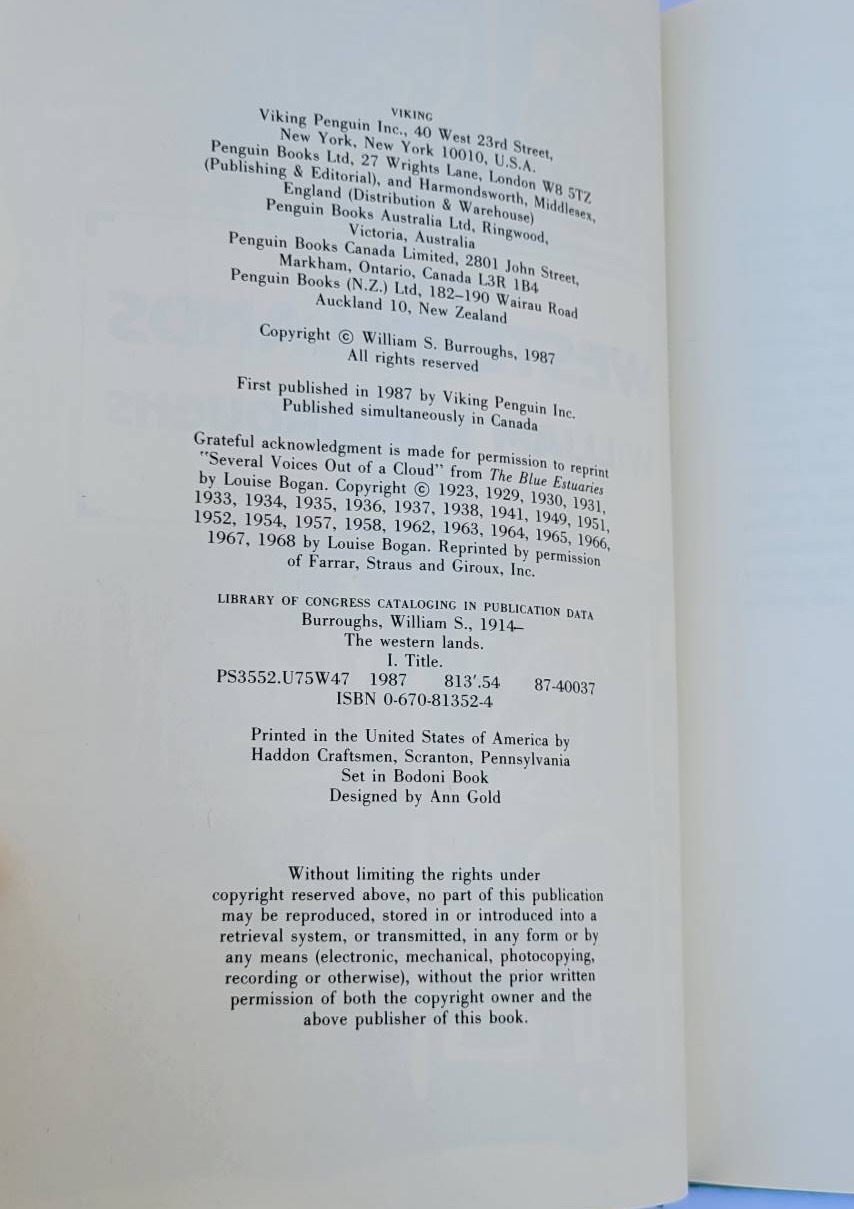 VIKING
Viking Penguin Inc., 40 West 23rd Street,
New York, New York 10010, U.S.A.
Penguin Books Ltd, 27 Wrights Lane, London W8 5TZ
(Publishing & Editorial), and Harmondsworth, Middlesex,
England (Distribution & Warehouse)
Penguin Books Australia Ltd, Ringwood,
Victoria, Australia
Penguin Books Canada Limited, 2801 John Street,
Markham, Ontario, Canada L3R 1B4
Penguin Books (N.Z.) Ltd, 182–190 Wairau Road
Auckland 10, New Zealand
Copyright © William S. Burroughs, 1987
All rights reserved
First published in 1987 by Viking Penguin Inc.
Published simultaneously in Canada
Grateful acknowledgment is made for permission to reprint
"Several Voices Out of a Cloud" from The Blue Estuaries
by Louise Bogan. Copyright © 1923, 1929, 1930, 1931,
1933, 1934, 1935, 1936, 1937, 1938, 1941, 1949, 1951,
1952, 1954, 1957, 1958, 1962, 1963, 1964, 1965, 1966,
1967, 1968 by Louise Bogan. Reprinted by permission
of Farrar, Straus and Giroux, Inc.
LIBRARY OF CONGRESS CATALOGING IN PUBLICATION DATA
Burroughs, William S., 1914–
The western lands.
I. Title.
PS3552.U75W47 1987 813'.54 87-40037
ISBN 0-670-81352-4
Printed in the United States of America by
Haddon Craftsmen, Scranton, Pennsylvania
Set in Bodoni Book
Designed by Ann Gold
Without limiting the rights under
copyright reserved above, no part of this publication
may be reproduced, stored in or introduced into a
retrieval system, or transmitted, in any form or by
any means (electronic, mechanical, photocopying,
recording or otherwise), without the prior written
permission of both the copyright owner and the
above publisher of this book.